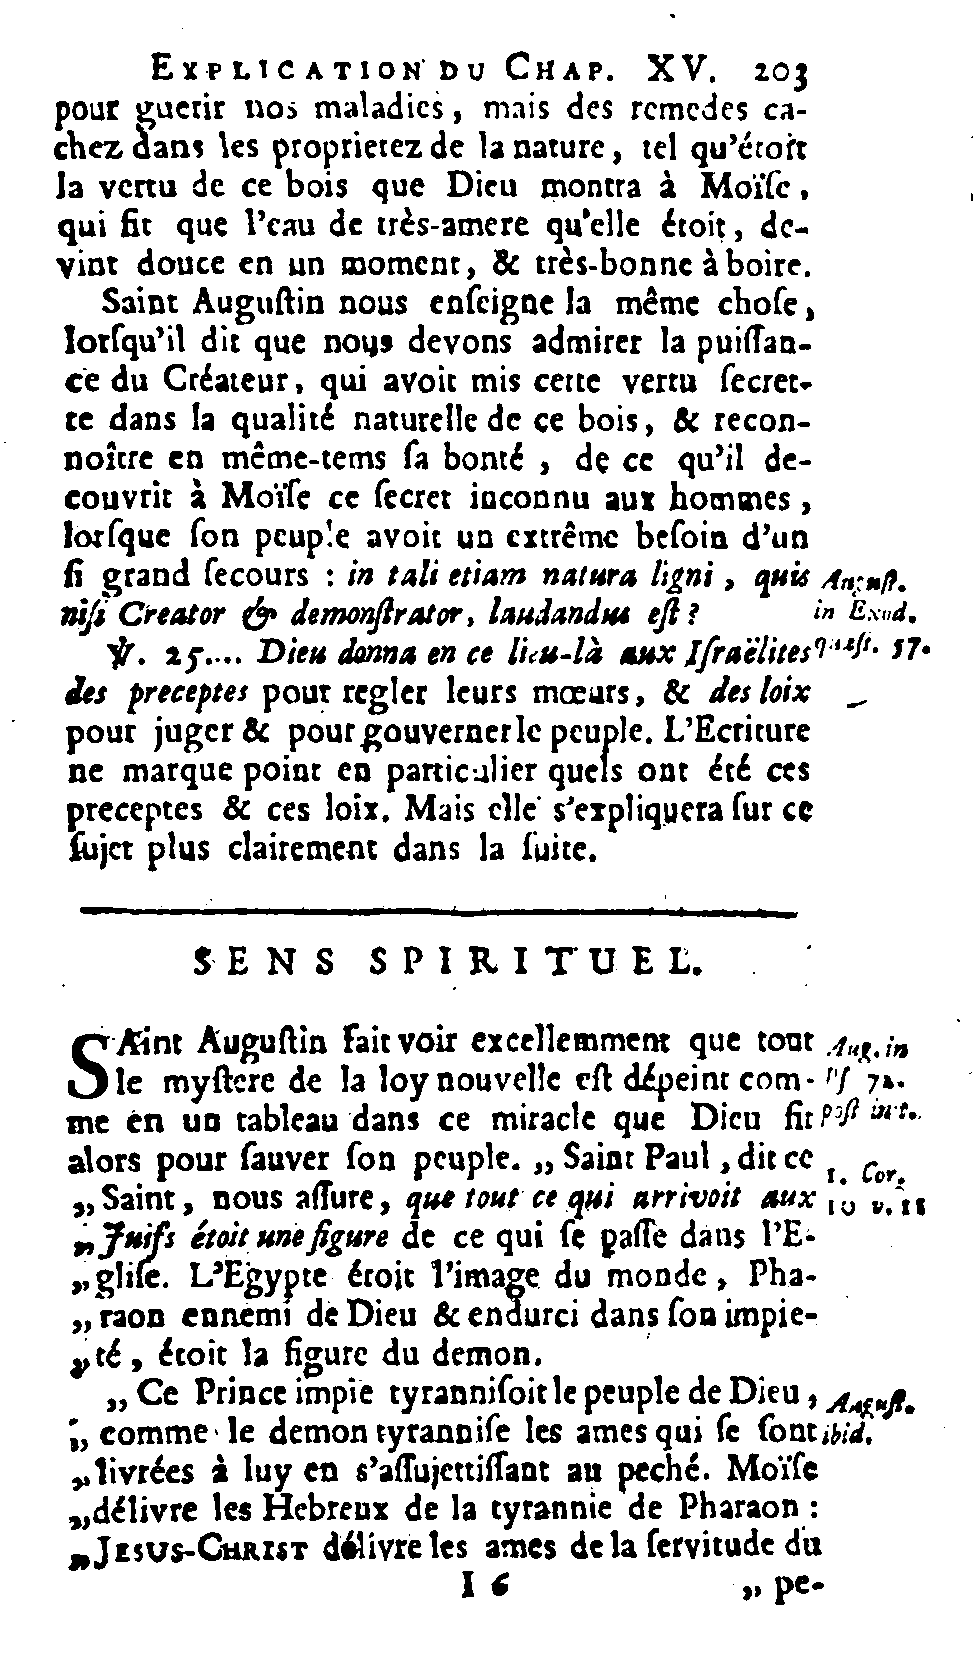 EXPLICATION DU CHAP. XV. 203
pour guerir nos maladies, mais des remedes ca-
chez dans les proprietez de la nature, tel qu'étoit
la vertu de ce bois que Dieu montra à Moïſe,
qui fit que l'eau de très-amere qu'elle étoit, de-
vint douce en un moment, & très-bonne à boire.
Saint Auguſtin nous enſeigne la même choſe,
lorſqu'il dit que nous devons admirer la puiſſan-
ce du Créateur, qui avoit mis cette vertu ſecret-
te dans la qualité naturelle de ce bois, & recon-
noître en même-tems ſa bonté, de ce qu'il de-
couvrit à Moïſe ce ſecret inconnu aux hommes,
lorſque ſon peuple avoit un extrême beſoin d'un
ſi grand ſecours : in tali etiam natura ligni, quis
niſi Creator & demonſtrator, laudandus eſt ?
Auguſt.
in Exod.
quæſt. 57.
℣. 25.... Dieu donna en ce lieu-là aux Iſraëlites
des preceptes pour regler leurs mœurs, & des loix
pour juger & pour gouverner le peuple. L'Ecriture
ne marque point en particulier quels ont été ces
preceptes & ces loix. Mais elle s'expliquera ſur ce
ſujet plus clairement dans la ſuite.
SENS SPIRITUEL.
SAint Auguſtin fait voir excellemment que tout
le myſtere de la loy nouvelle eſt dépeint com-
me en un tableau dans ce miracle que Dieu fit
Aug. in
Pſ 72.
poſt init.
alors pour ſauver ſon peuple. „ Saint Paul, dit ce
„ Saint, nous aſſure, que tout ce qui arrivoit aux
1. Cor.
10 v. 11
„ Juifs étoit une figure de ce qui ſe paſſe dans l'E-
„ gliſe. L'Egypte étoit l'image du monde, Pha-
„ raon ennemi de Dieu & endurci dans ſon impie-
„ té, étoit la figure du demon.
„ Ce Prince impie tyranniſoit le peuple de Dieu,
„ comme le demon tyranniſe les ames qui ſe ſont
Auguſt.
ibid.
„ livrées à luy en s'aſſujettiſſant au peché. Moïſe
„ délivre les Hebreux de la tyrannie de Pharaon :
„ JESUS-CHRIST délivre les ames de la ſervitude du
I 6 „ pe-